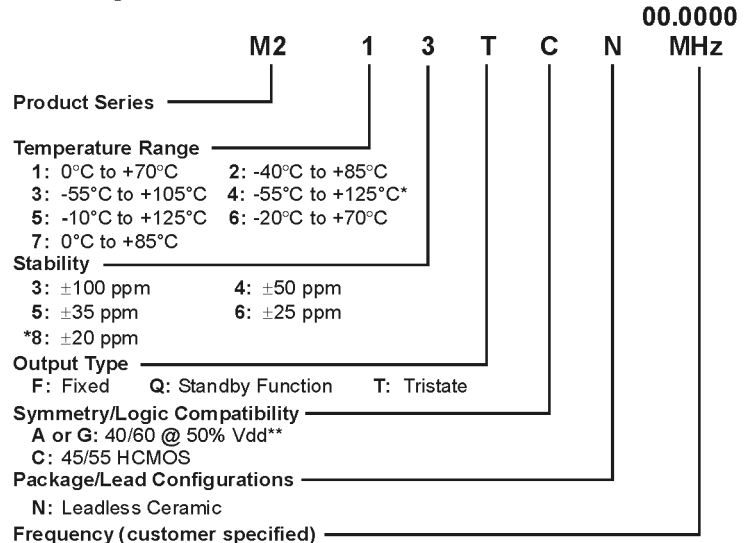 00.0000
M2 1 3 T C N MHz
Product Series
Temperature Range
1: 0°C to +70°C 2: -40°C to +85°C
3: -55°C to +105°C 4: -55°C to +125°C*
5: -10°C to +125°C 6: -20°C to +70°C
7: 0°C to +85°C
Stability
3: ±100 ppm 4: ±50 ppm
5: ±35 ppm 6: ±25 ppm
*8: ±20 ppm
Output Type
F: Fixed Q: Standby Function T: Tristate
Symmetry/Logic Compatibility
A or G: 40/60 @ 50% Vdd**
C: 45/55 HCMOS
Package/Lead Configurations
N: Leadless Ceramic
Frequency (customer specified)